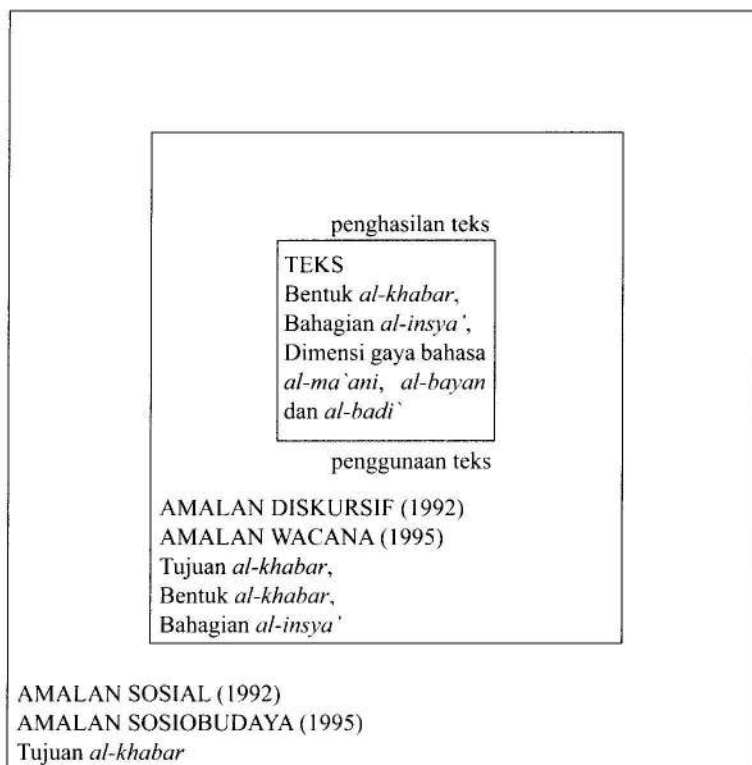 penghasilan teks
TEKS
Bentuk al-khabar,
Bahagian al-insya’,
Dimensi gaya bahasa
al-ma`ani, al-bayan
dan al-badi`
penggunaan teks
AMALAN DISKURSIF (1992)
AMALAN WACANA (1995)
Tujuan al-khabar,
Bentuk al-khabar,
Bahagian al-insya’
AMALAN SOSIAL (1992)
AMALAN SOSIOBUDAYA (1995)
Tujuan al-khabar